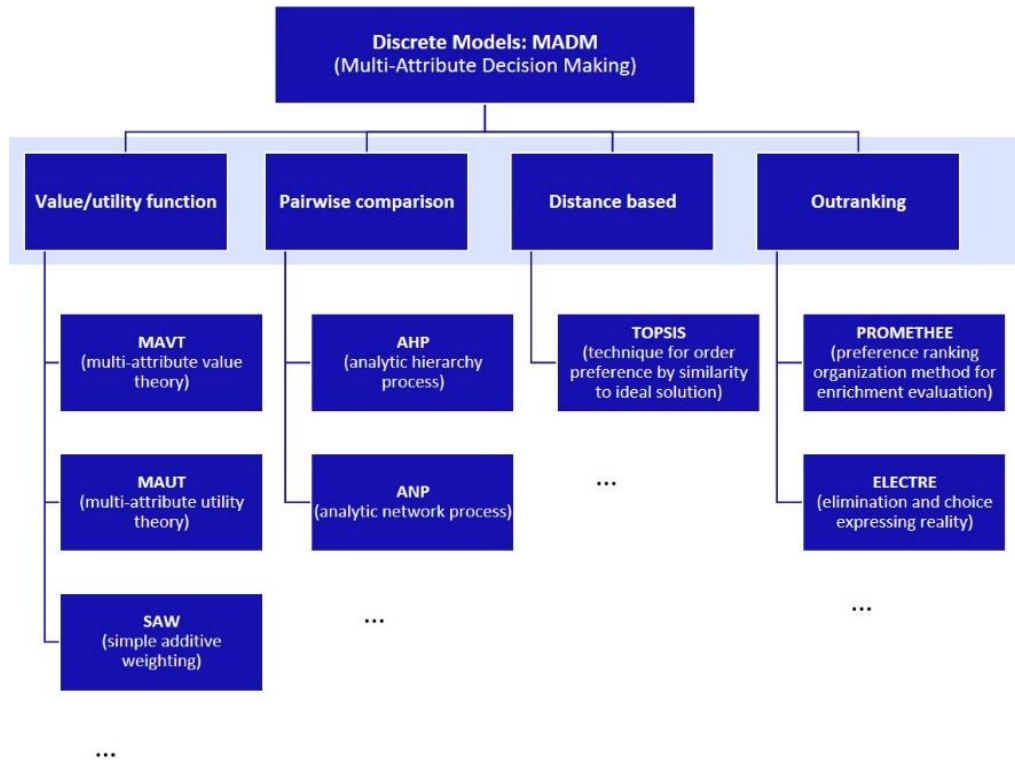 Discrete Models: MADM
(Multi-Attribute Decision Making)
Value/utility function
Pairwise comparison
Distance based
Outranking
MAVT
(multi-attribute value
theory)
AHP
(analytic hierarchy
process)
TOPSIS
(technique for order
preference by similarity
to ideal solution)
PROMETHEE
(preference ranking
organization method for
enrichment evaluation)
MAUT
(multi-attribute utility
theory)
ANP
(analytic network process)
...
ELECTRE
(elimination and choice
expressing reality)
SAW
(simple additive
weighting)
...
...
...